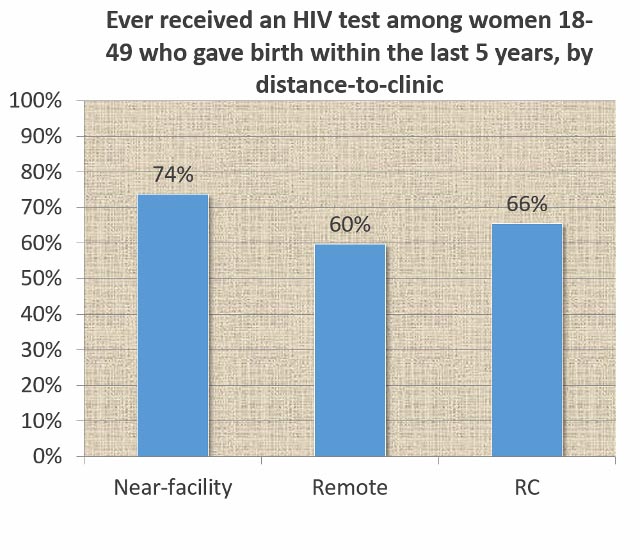 Ever received an HIV test among women 18-
49 who gave birth within the last 5 years, by
distance-to-clinic
100%
90%
80%
70%
60%
50%
40%
30%
20%
10%
0%
74%
60%
66%
Near-facility
Remote
RC